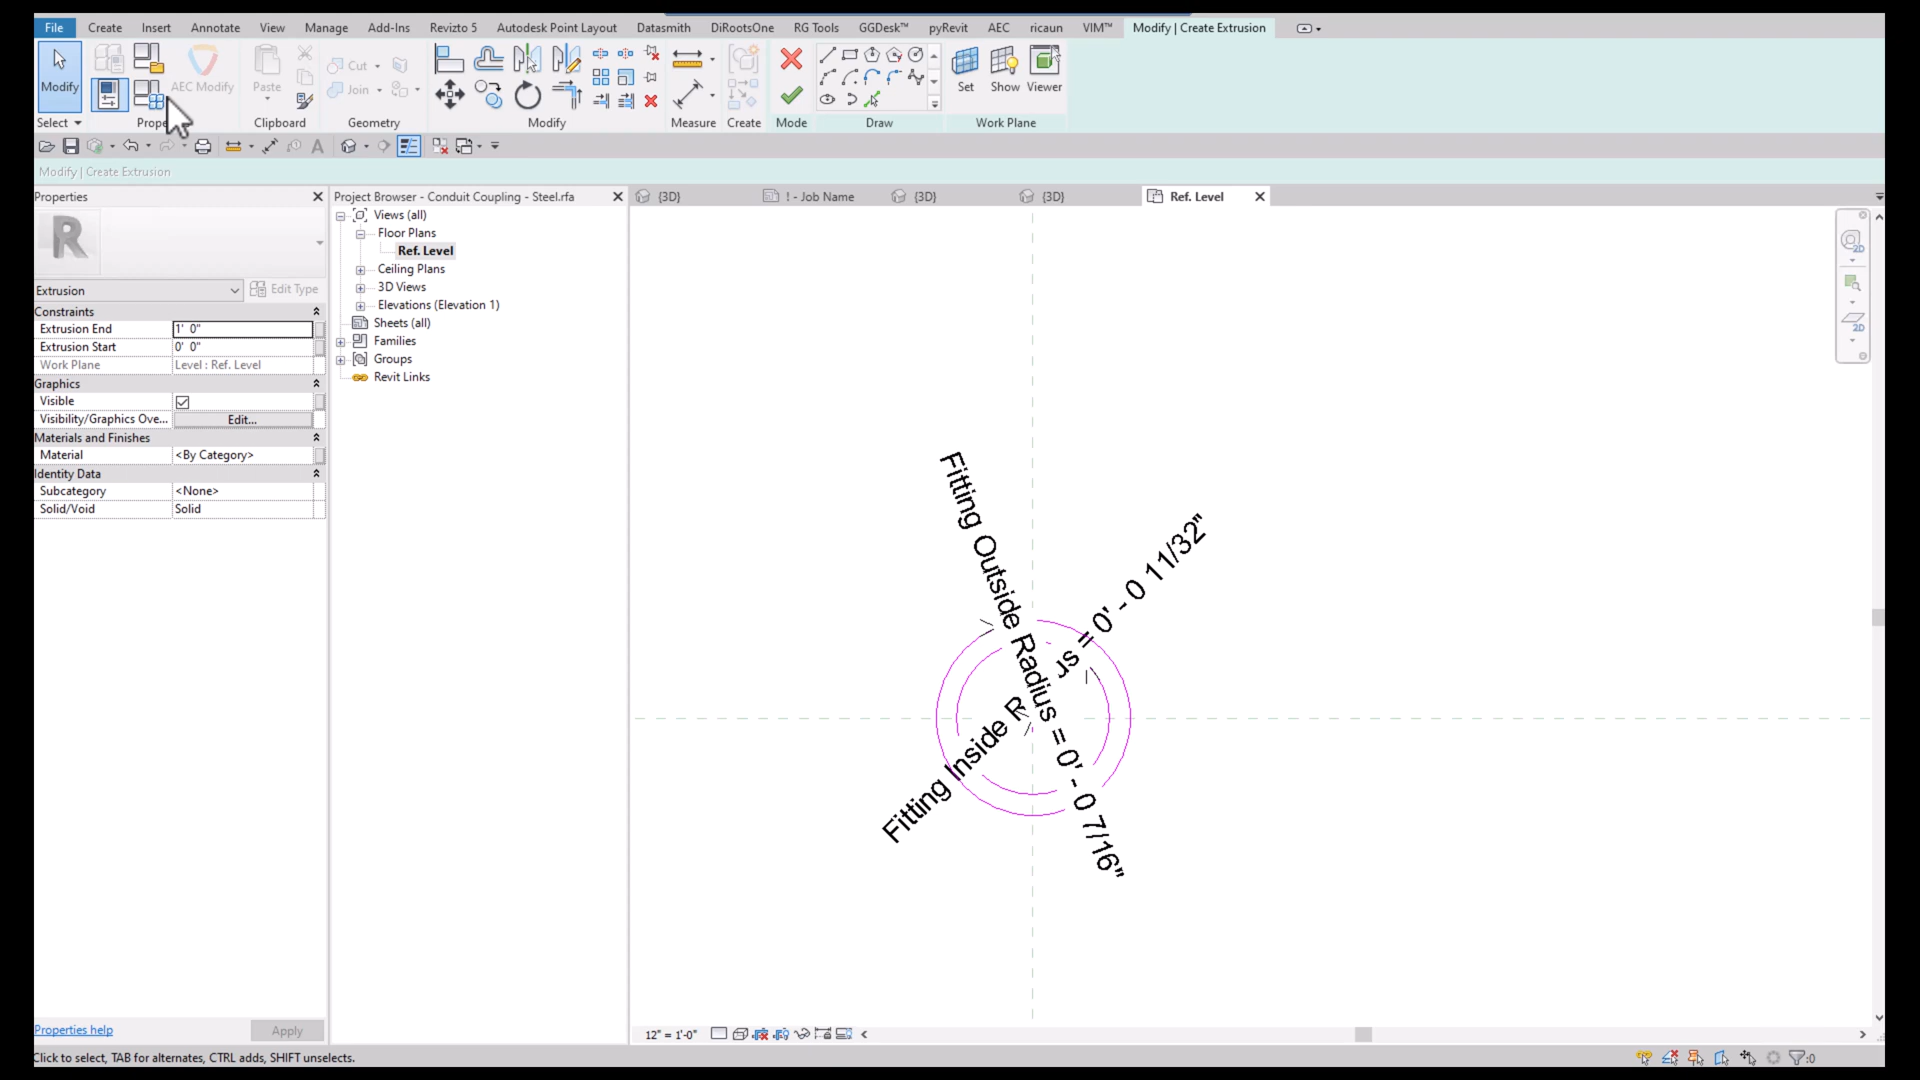 File Create Insert Annotate View Manage Add-Ins Revizto 5 Autodesk Point Layout Datasmith DiRootsOne RG Tools GGDesk™ pyRevit AEC ricaun VIM™ Modify | Create Extrusion
Modify AEC Modify Paste Cut Join Set Show Viewer
Select Clipboard Geometry Modify Measure Create Mode Draw Work Plane
Modify | Create Extrusion
Properties
Project Browser - Conduit Coupling - Steel.rfa
{3D} ! - Job Name {3D} {3D} Ref. Level
Views (all)
Floor Plans
Ref. Level
Ceiling Plans
3D Views
Elevations (Elevation 1)
Sheets (all)
Families
Groups
Revit Links
R
Extrusion Edit Type
Constraints
Extrusion End 1' 0"
Extrusion Start 0' 0"
Work Plane Level : Ref. Level
Graphics
Visible
Visibility/Graphics Ove... Edit...
Materials and Finishes
Material <By Category>
Identity Data
Subcategory <None>
Solid/Void Solid
Fitting Outside Radius = 0' - 0 7/16"
Fitting Inside R us = 0' - 0 11/32"
2D
2D
Properties help Apply
12" = 1'-0"
Click to select, TAB for alternates, CTRL adds, SHIFT unselects.
:0